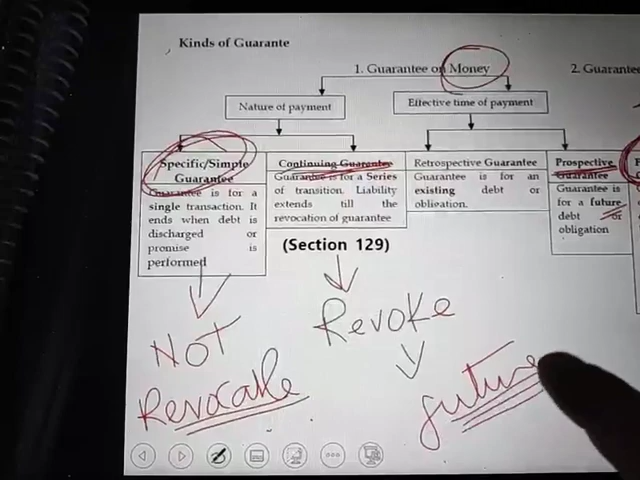 Kinds of Guarante
1. Guarantee on Money
2. Guarantee
Nature of payment
Effective time of payment
Specific/Simple
Guarantee
Guarantee is for a
single transaction. It
ends when debt is
discharged or
promise is
performed
Continuing Guarantee
Guarantee is for a Series
of transition. Liability
extends till the
revocation of guarantee
Retrospective Guarantee
Guarantee is for an
existing debt or
obligation.
Prospective
Guarantee
Guarantee is
for a future
debt or
obligation
(Section 129)
NOT
Revocable
Revoke
future